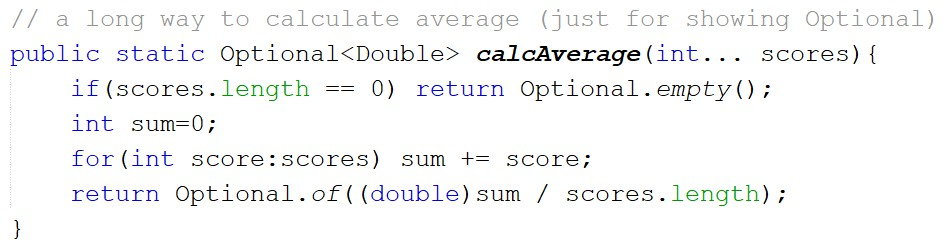 // a long way to calculate average (just for showing Optional)
public static Optional<Double> calcAverage(int... scores){
    if(scores.length == 0) return Optional.empty();
    int sum=0;
    for(int score:scores) sum += score;
    return Optional.of((double)sum / scores.length);
}